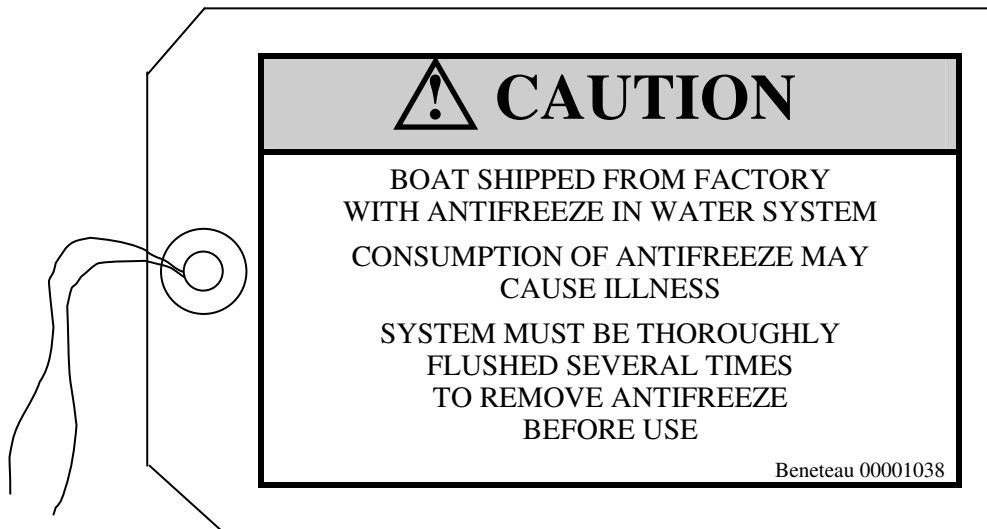 CAUTION
BOAT SHIPPED FROM FACTORY
WITH ANTIFREEZE IN WATER SYSTEM
CONSUMPTION OF ANTIFREEZE MAY
CAUSE ILLNESS
SYSTEM MUST BE THOROUGHLY
FLUSHED SEVERAL TIMES
TO REMOVE ANTIFREEZE
BEFORE USE
Beneteau 00001038